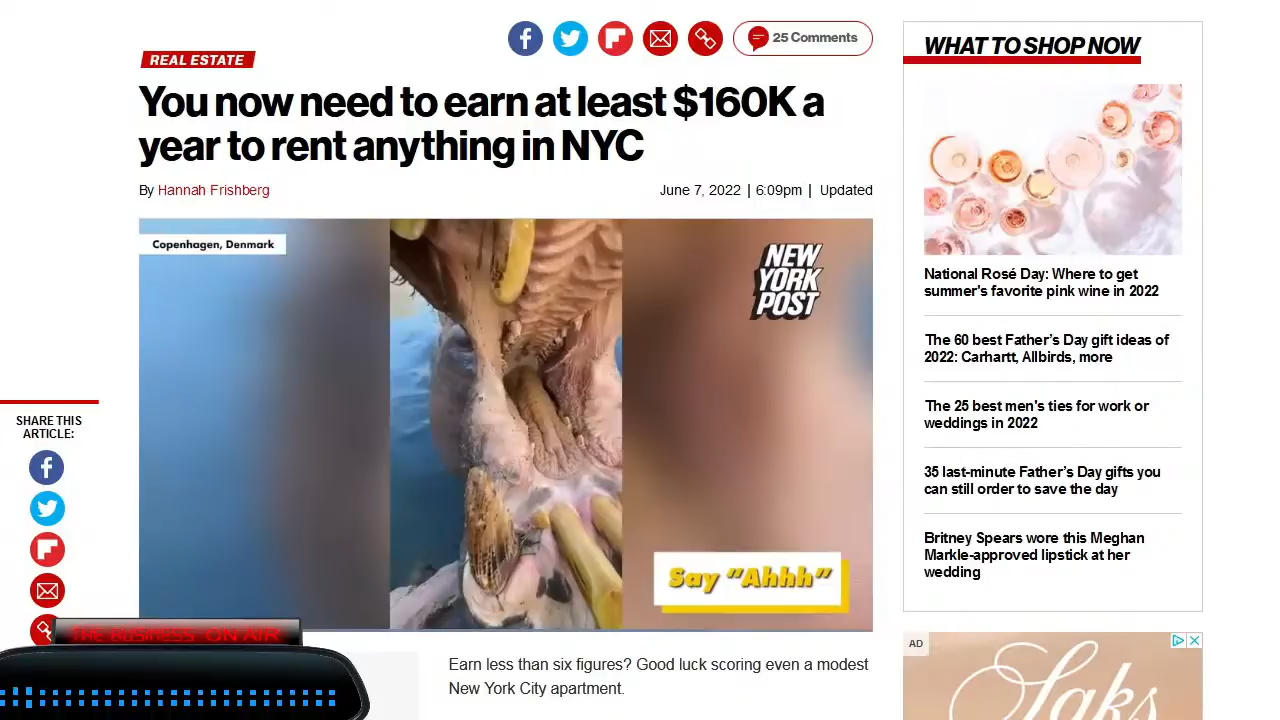 25 Comments
REAL ESTATE
You now need to earn at least $160K a
year to rent anything in NYC
By Hannah Frishberg
June 7, 2022 | 6:09pm | Updated
Copenhagen, Denmark
NEW
YORK
POST
Say "Ahhh"
SHARE THIS
ARTICLE:
THE BUSINESS ON AIR
Earn less than six figures? Good luck scoring even a modest
New York City apartment.
WHAT TO SHOP NOW
National Rosé Day: Where to get
summer's favorite pink wine in 2022
The 60 best Father's Day gift ideas of
2022: Carhartt, Allbirds, more
The 25 best men's ties for work or
weddings in 2022
35 last-minute Father's Day gifts you
can still order to save the day
Britney Spears wore this Meghan
Markle-approved lipstick at her
wedding
AD
Saks